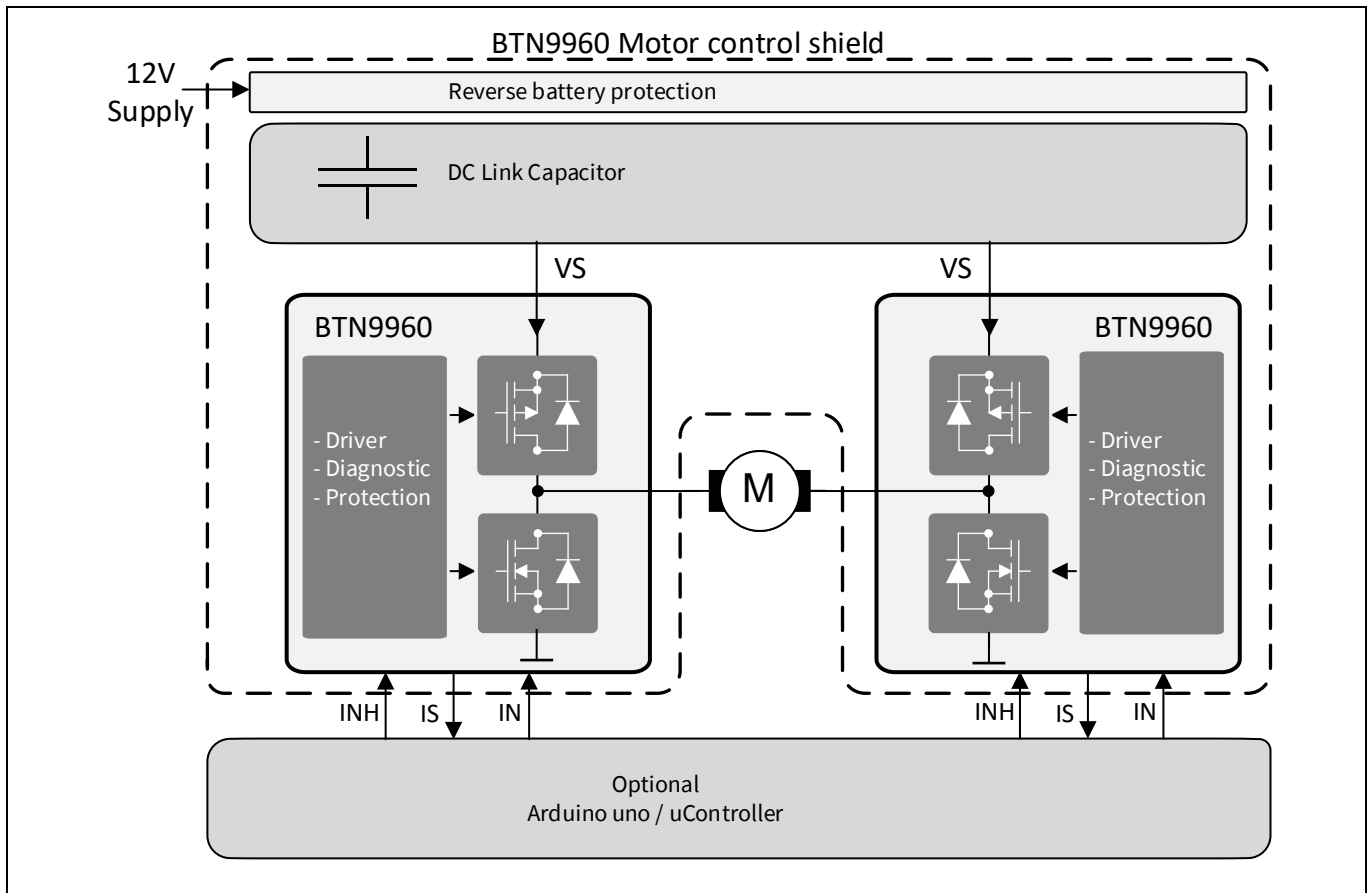 BTN9960 Motor control shield
12V
Supply
Reverse battery protection
DC Link Capacitor
VS
VS
BTN9960
- Driver
- Diagnostic
- Protection
M
BTN9960
- Driver
- Diagnostic
- Protection
INH
IS
IN
INH
IS
IN
Optional
Arduino uno / uController